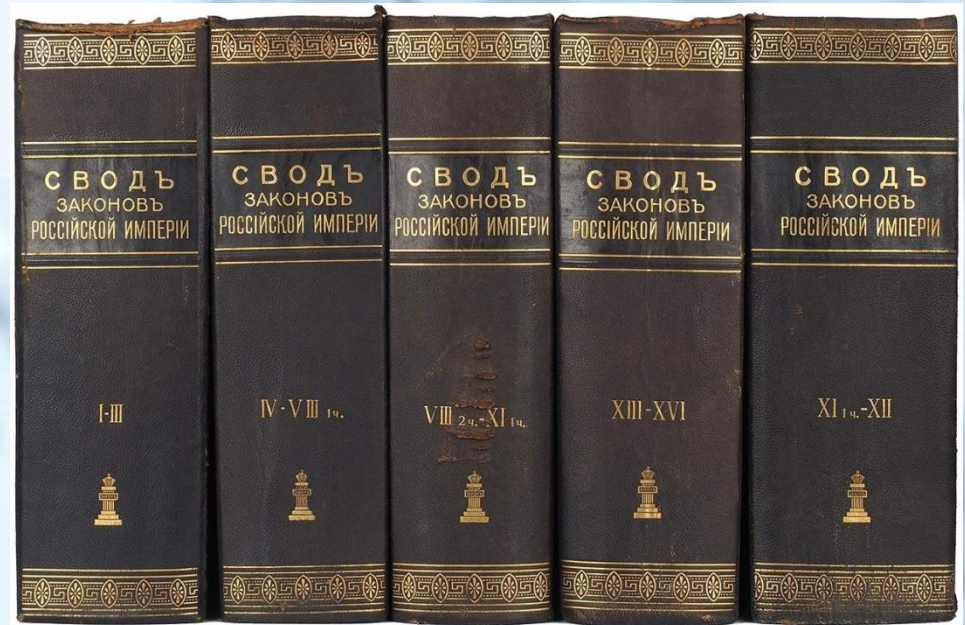 СВОДЪ
ЗАКОНОВЪ
РОССІЙСКОЙ ИМПЕРІИ
I-III
СВОДЪ
ЗАКОНОВЪ
РОССІЙСКОЙ ИМПЕРІИ
IV-VIII 1 ч.
СВОДЪ
ЗАКОНОВЪ
РОССІЙСКОЙ ИМПЕРІИ
VIII 2 ч.-XI 1 ч.
СВОДЪ
ЗАКОНОВЪ
РОССІЙСКОЙ ИМПЕРІИ
XIII-XVI
СВОДЪ
ЗАКОНОВЪ
РОССІЙСКОЙ ИМПЕРІИ
XI 1 ч.-XII